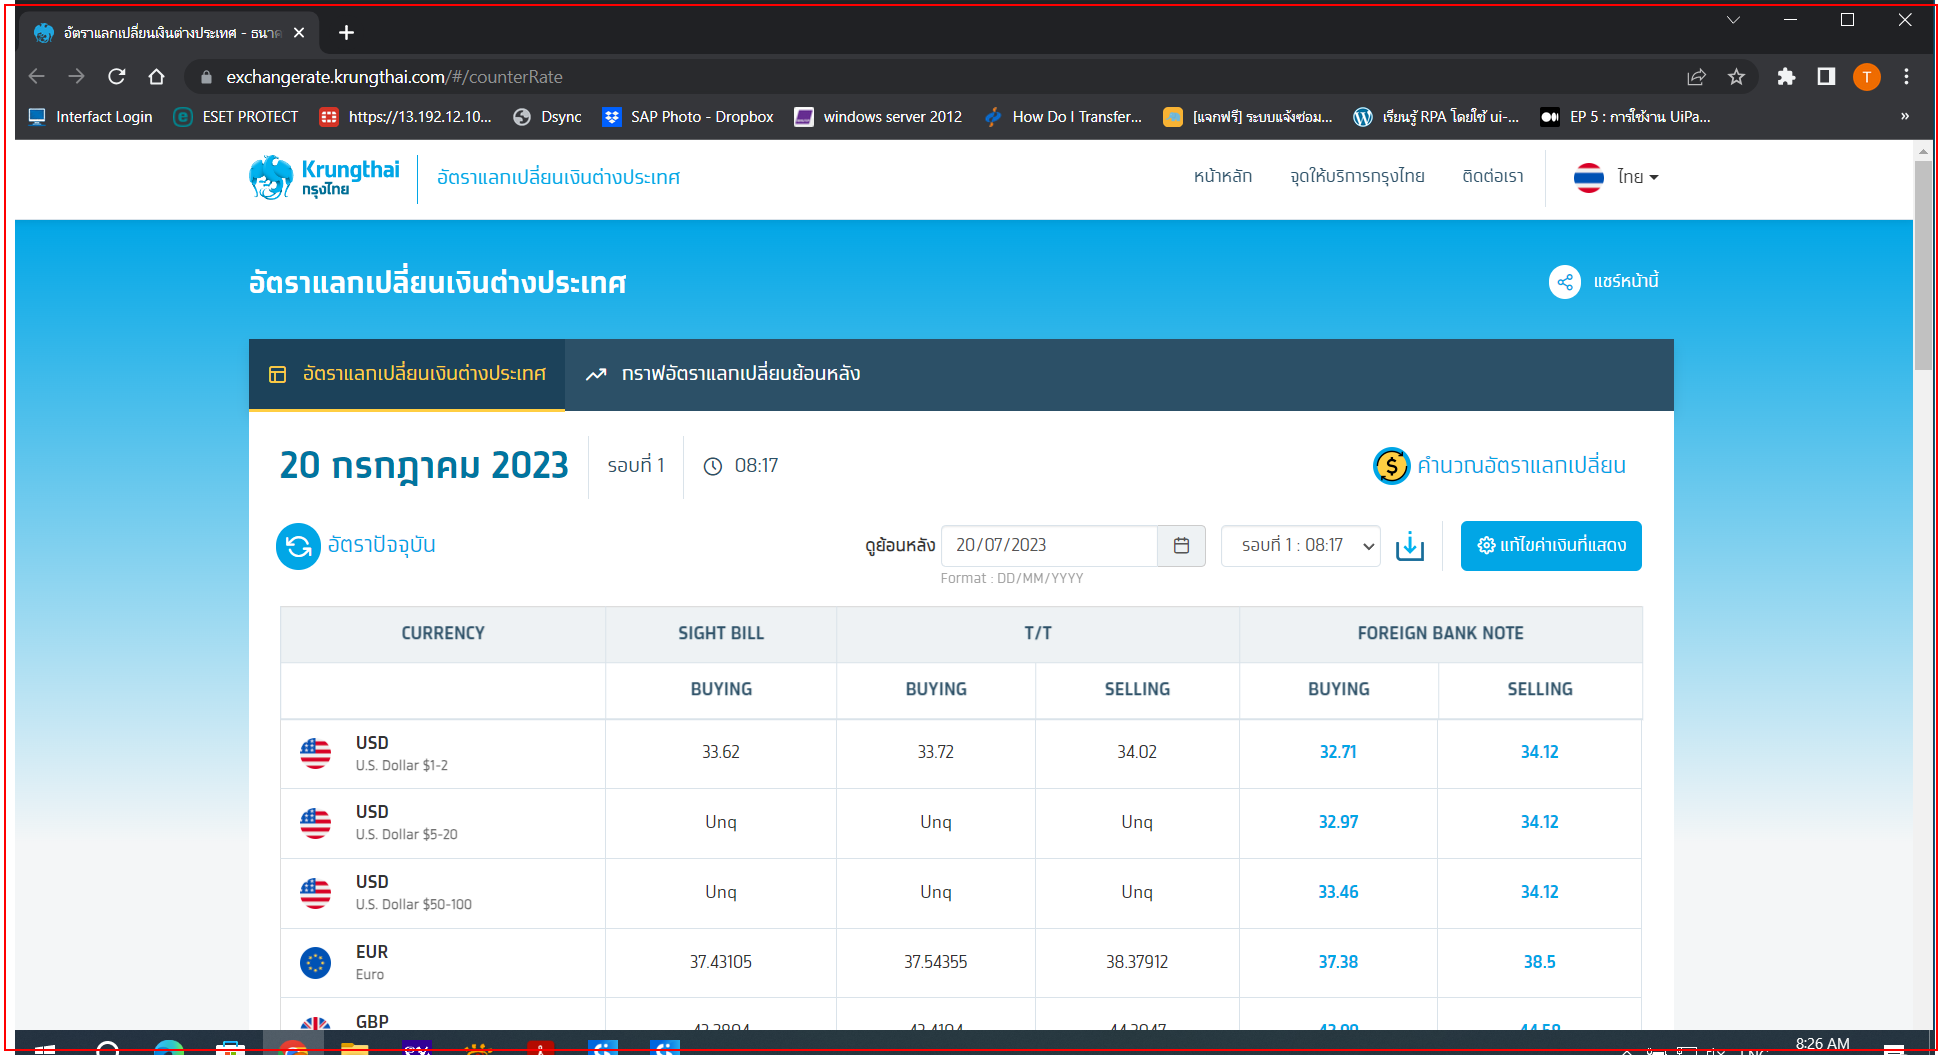 อัตราแลกเปลี่ยนเงินต่างประเทศ - ธนาค
exchangerate.krungthai.com/#/counterRate
T
Interfact Login
ESET PROTECT
https://13.192.12.10...
Dsync
SAP Photo - Dropbox
windows server 2012
How Do I Transfer...
[แจกฟรี] ระบบแจ้งซ่อม...
เรียนรู้ RPA โดยใช้ ui-...
EP 5 : การใช้งาน UiPa...
»
Krungthai
กรุงไทย
อัตราแลกเปลี่ยนเงินต่างประเทศ
หน้าหลัก
จุดให้บริการกรุงไทย
ติดต่อเรา
ไทย
อัตราแลกเปลี่ยนเงินต่างประเทศ
แชร์หน้านี้
อัตราแลกเปลี่ยนเงินต่างประเทศ
กราฟอัตราแลกเปลี่ยนย้อนหลัง
20 กรกฎาคม 2023
รอบที่ 1
08:17
คำนวณอัตราแลกเปลี่ยน
อัตราปัจจุบัน
ดูย้อนหลัง
20/07/2023
รอบที่ 1 : 08:17
แก้ไขค่าเงินที่แสดง
Format : DD/MM/YYYY
CURRENCY SIGHT BILL T/T FOREIGN BANK NOTE
BUYING BUYING SELLING BUYING SELLING
USD
U.S. Dollar $1-2
33.62 33.72 34.02 32.71 34.12
USD
U.S. Dollar $5-20
Unq Unq Unq 32.97 34.12
USD
U.S. Dollar $50-100
Unq Unq Unq 33.46 34.12
EUR
Euro
37.43105 37.54355 38.37912 37.38 38.5
GBP
8:26 AM